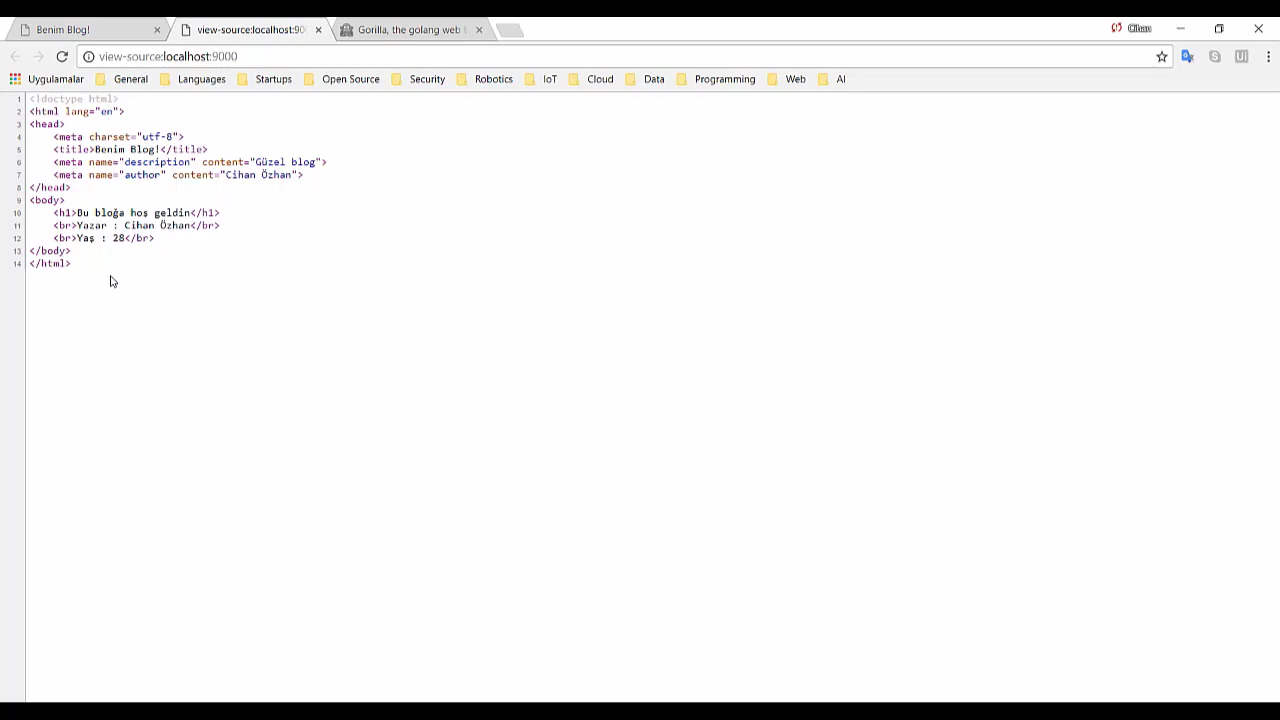 Benim Blog!
view-source:localhost:90
Gorilla, the golang web t
Cihan
view-source:localhost:9000
Uygulamalar General Languages Startups Open Source Security Robotics IoT Cloud Data Programming Web AI
1 <!doctype html>
2 <html lang="en">
3 <head>
4 <meta charset="utf-8">
5 <title>Benim Blog!</title>
6 <meta name="description" content="Güzel blog">
7 <meta name="author" content="Cihan Özhan">
8 </head>
9 <body>
10 <h1>Bu bloğa hoş geldin</h1>
11 <br>Yazar : Cihan Özhan</br>
12 <br>Yaş : 28</br>
13 </body>
14 </html>